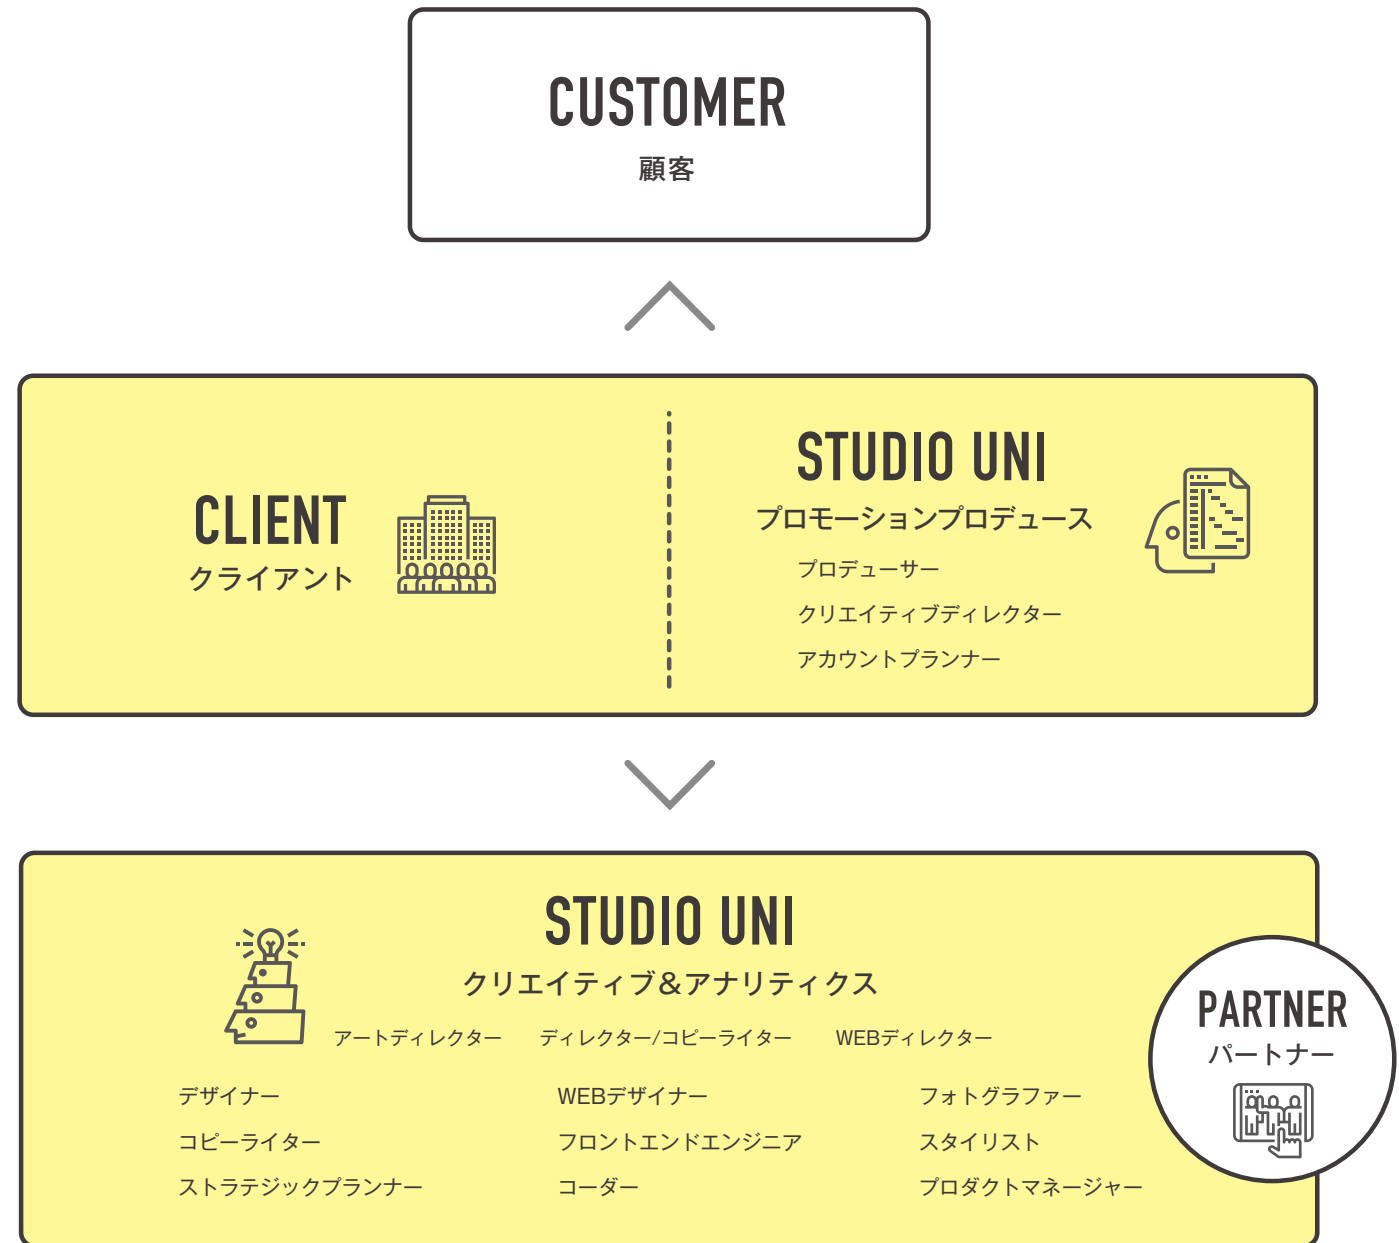 CUSTOMER
顧客
CLIENT
クライアント
STUDIO UNI
プロモーションプロデュース
プロデューサー
クリエイティブディレクター
アカウントプランナー
STUDIO UNI
クリエイティブ&アナリティクス
アートディレクター ディレクター/コピーライター WEBディレクター
デザイナー WEBデザイナー フォトグラファー
コピーライター フロントエンドエンジニア スタイリスト
ストラテジックプランナー コーダー プロダクトマネージャー
PARTNER
パートナー